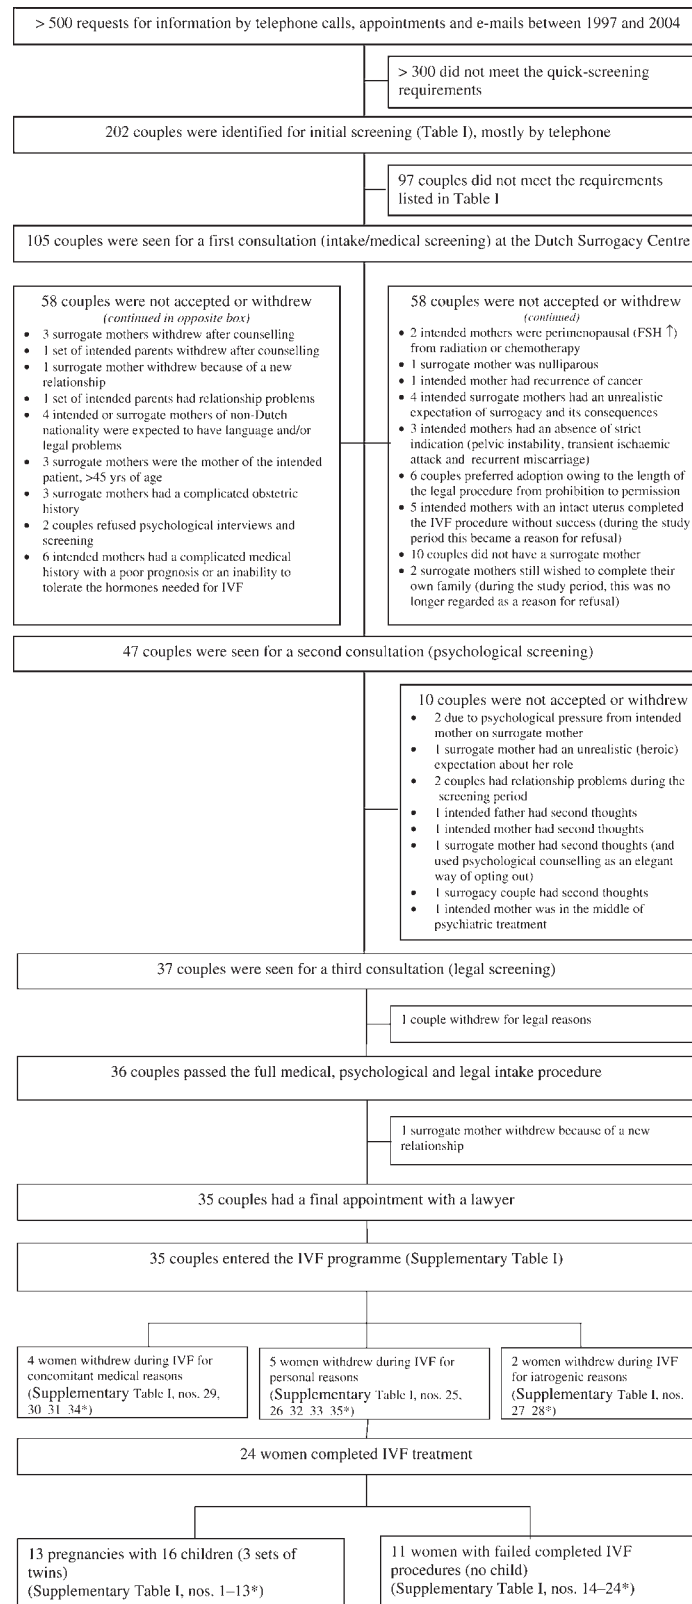 > 500 requests for information by telephone calls, appointments and e-mails between 1997 and 2004
> 300 did not meet the quick-screening
requirements
202 couples were identified for initial screening (Table I), mostly by telephone
97 couples did not meet the requirements
listed in Table I
105 couples were seen for a first consultation (intake/medical screening) at the Dutch Surrogacy Centre
58 couples were not accepted or withdrew
(continued in opposite box)
• 3 surrogate mothers withdrew after counselling
• 1 set of intended parents withdrew after counselling
• 1 surrogate mother withdrew because of a new
relationship
• 1 set of intended parents had relationship problems
• 4 intended or surrogate mothers of non-Dutch
nationality were expected to have language and/or
legal problems
• 3 surrogate mothers were the mother of the intended
patient, >45 yrs of age
• 3 surrogate mothers had a complicated obstetric
history
• 2 couples refused psychological interviews and
screening
• 6 intended mothers had a complicated medical
history with a poor prognosis or an inability to
tolerate the hormones needed for IVF
58 couples were not accepted or withdrew
(continued)
• 2 intended mothers were perimenopausal (FSH ↑)
from radiation or chemotherapy
• 1 surrogate mother was nulliparous
• 1 intended mother had recurrence of cancer
• 4 intended surrogate mothers had an unrealistic
expectation of surrogacy and its consequences
• 3 intended mothers had an absence of strict
indication (pelvic instability, transient ischaemic
attack and recurrent miscarriage)
• 6 couples preferred adoption owing to the length of
the legal procedure from prohibition to permission
• 5 intended mothers with an intact uterus completed
the IVF procedure without success (during the study
period this became a reason for refusal)
• 10 couples did not have a surrogate mother
• 2 surrogate mothers still wished to complete their
own family (during the study period, this was no
longer regarded as a reason for refusal)
47 couples were seen for a second consultation (psychological screening)
10 couples were not accepted or withdrew
• 2 due to psychological pressure from intended
mother on surrogate mother
• 1 surrogate mother had an unrealistic (heroic)
expectation about her role
• 2 couples had relationship problems during the
screening period
• 1 intended father had second thoughts
• 1 intended mother had second thoughts
• 1 surrogate mother had second thoughts (and
used psychological counselling as an elegant
way of opting out)
• 1 surrogacy couple had second thoughts
• 1 intended mother was in the middle of
psychiatric treatment
37 couples were seen for a third consultation (legal screening)
1 couple withdrew for legal reasons
36 couples passed the full medical, psychological and legal intake procedure
1 surrogate mother withdrew because of a new
relationship
35 couples had a final appointment with a lawyer
35 couples entered the IVF programme (Supplementary Table I)
4 women withdrew during IVF for
concomitant medical reasons
(Supplementary Table I, nos. 29,
30 31 34*)
5 women withdrew during IVF for
personal reasons
(Supplementary Table I, nos. 25,
26 32 33 35*)
2 women withdrew during IVF
for iatrogenic reasons
(Supplementary Table I, nos.
27 28*)
24 women completed IVF treatment
13 pregnancies with 16 children (3 sets of
twins)
(Supplementary Table I, nos. 1–13*)
11 women with failed completed IVF
procedures (no child)
(Supplementary Table I, nos. 14–24*)